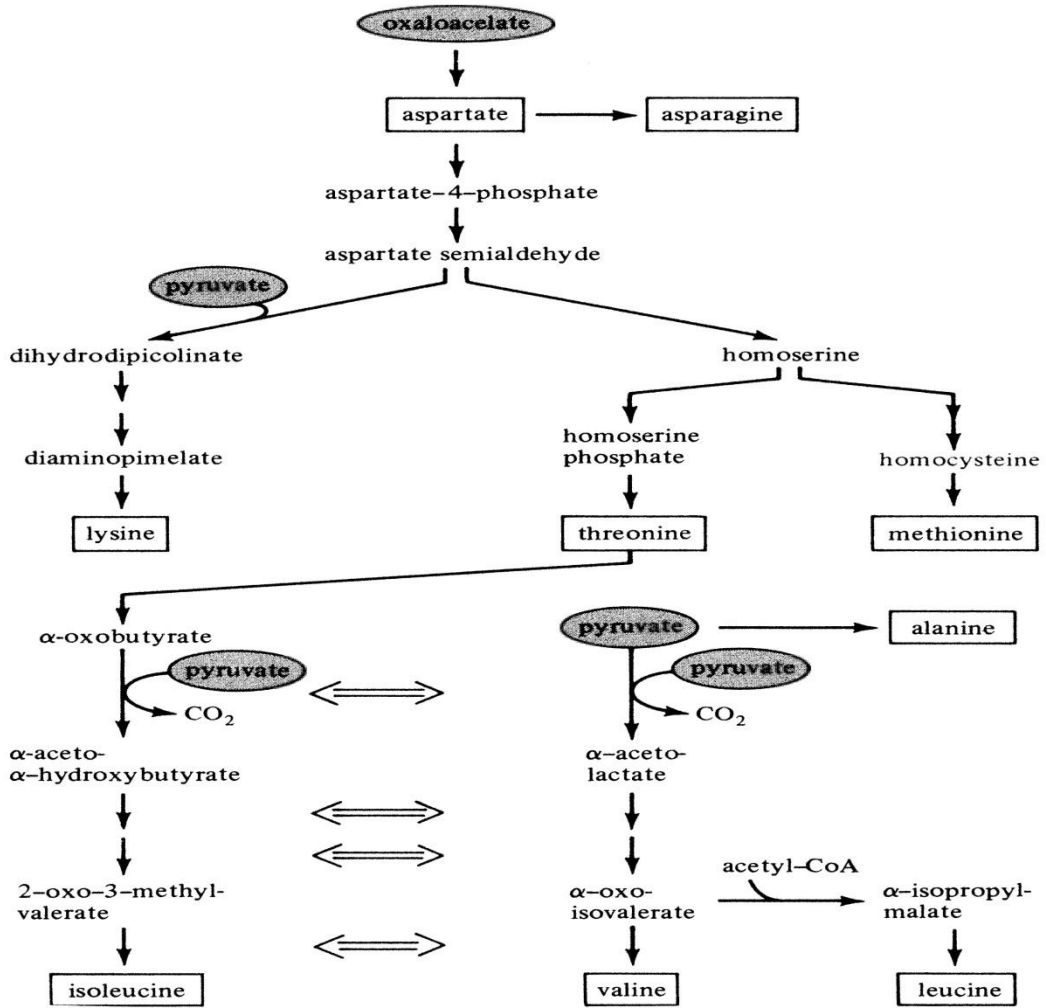 oxaloacelate
aspartate
asparagine
aspartate-4-phosphate
aspartate semialdehyde
pyruvate
dihydrodipicolinate
homoserine
homoserine
phosphate
diaminopimelate
homocysteine
lysine
threonine
methionine
α-oxobutyrate
pyruvate
alanine
pyruvate
pyruvate
CO₂
CO₂
α-aceto-
α-hydroxybutyrate
α-aceto-
lactate
acetyl-CoA
2-oxo-3-methyl-
valerate
α-oxo-
isovalerate
α-isopropyl-
malate
isoleucine
valine
leucine